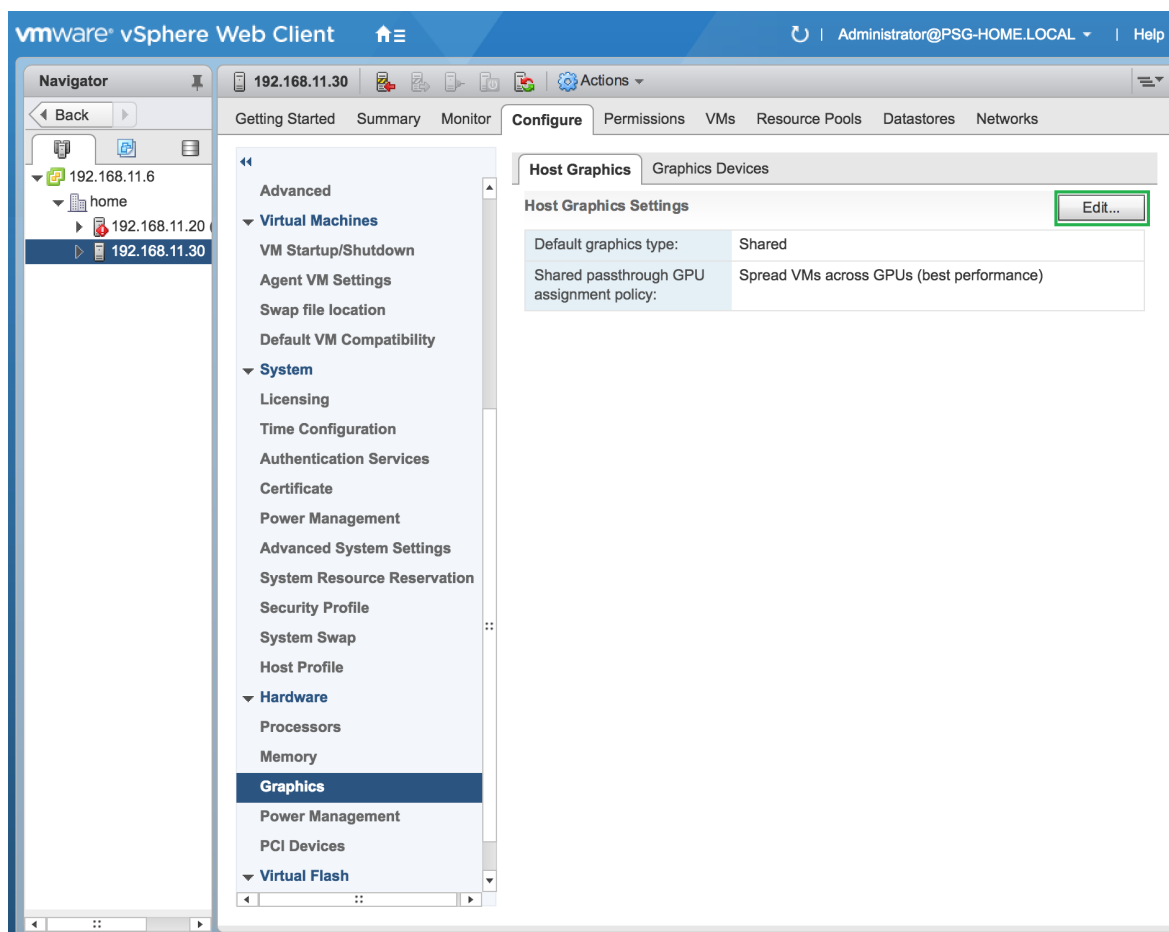 vmware® vSphere Web Client
Administrator@PSG-HOME.LOCAL
Help
Navigator
Back
192.168.11.6
home
192.168.11.20 (
192.168.11.30
192.168.11.30
Actions
Getting Started Summary Monitor Configure Permissions VMs Resource Pools Datastores Networks
Advanced
Virtual Machines
VM Startup/Shutdown
Agent VM Settings
Swap file location
Default VM Compatibility
System
Licensing
Time Configuration
Authentication Services
Certificate
Power Management
Advanced System Settings
System Resource Reservation
Security Profile
System Swap
Host Profile
Hardware
Processors
Memory
Graphics
Power Management
PCI Devices
Virtual Flash
Host Graphics Graphics Devices
Host Graphics Settings
Edit...
Default graphics type: Shared
Shared passthrough GPU Spread VMs across GPUs (best performance)
assignment policy: